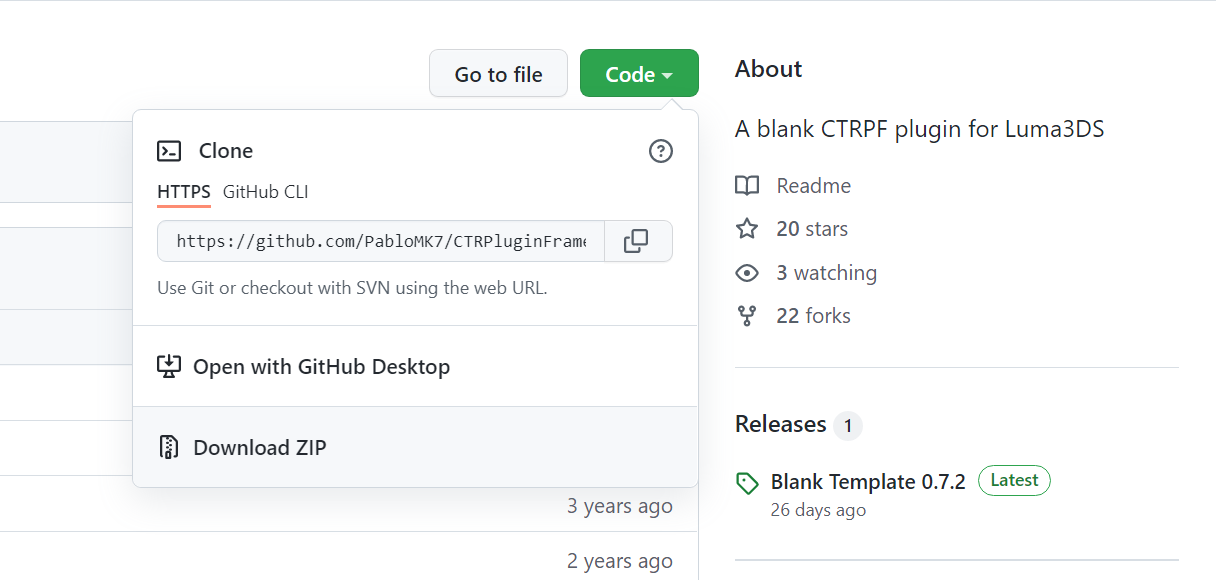 Go to file
Code
Clone
HTTPS GitHub CLI
https://github.com/PabloMK7/CTRPluginFrame
Use Git or checkout with SVN using the web URL.
Open with GitHub Desktop
Download ZIP
3 years ago
2 years ago
About
A blank CTRPF plugin for Luma3DS
Readme
20 stars
3 watching
22 forks
Releases 1
Blank Template 0.7.2 Latest
26 days ago